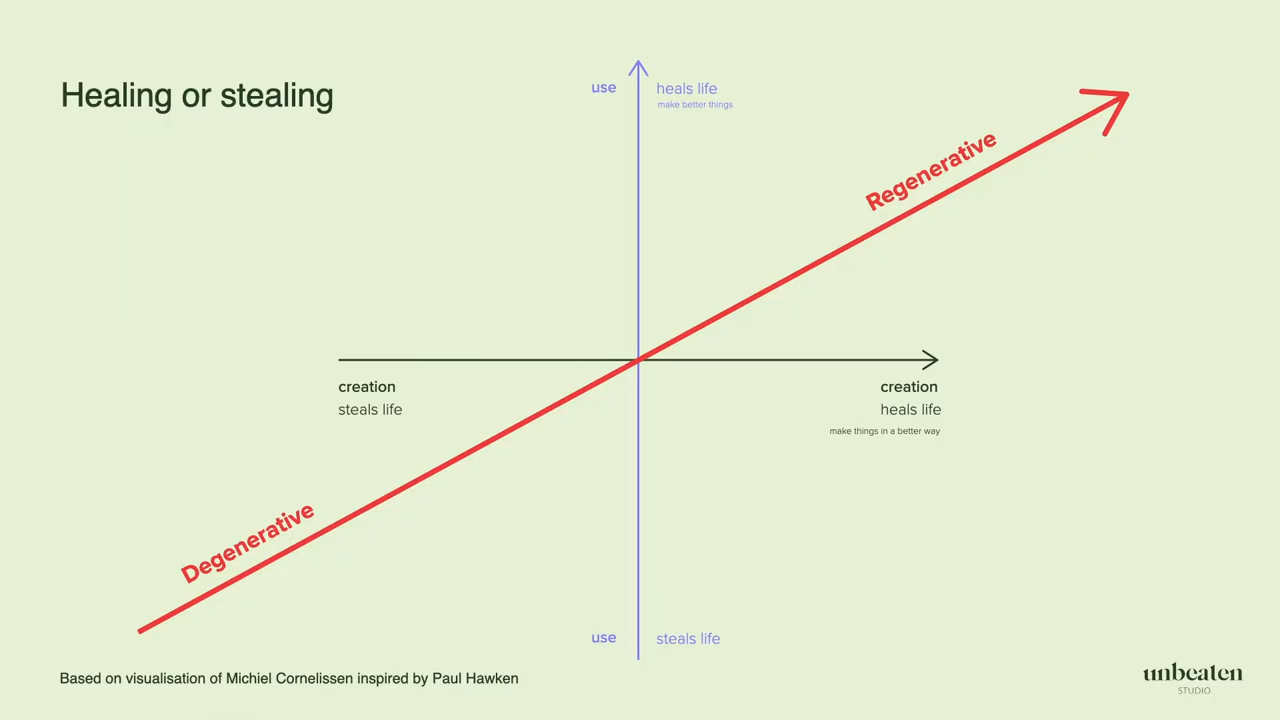 Healing or stealing
use
heals life
make better things
Regenerative
creation
steals life
creation
heals life
make things in a better way
Degenerative
use
steals life
Based on visualisation of Michiel Cornelissen inspired by Paul Hawken
unbeaten
STUDIO